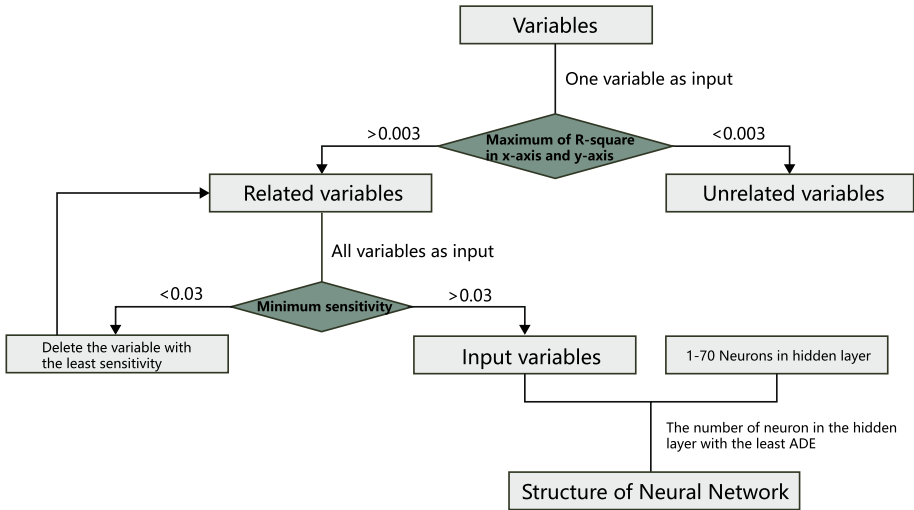 Variables
One variable as input
>0.003
Maximum of R-square
in x-axis and y-axis
<0.003
Related variables
Unrelated variables
All variables as input
<0.03
Minimum sensitivity
>0.03
Delete the variable with
the least sensitivity
Input variables
1-70 Neurons in hidden layer
The number of neuron in the hidden
layer with the least ADE
Structure of Neural Network